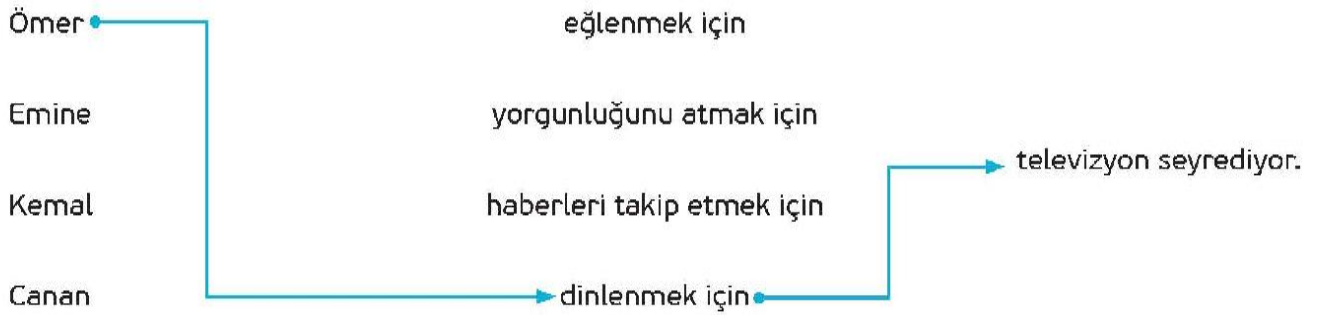 Ömer eğlenmek için
Emine yorgunluğunu atmak için
televizyon seyrediyor.
Kemal haberleri takip etmek için
Canan dinlenmek için